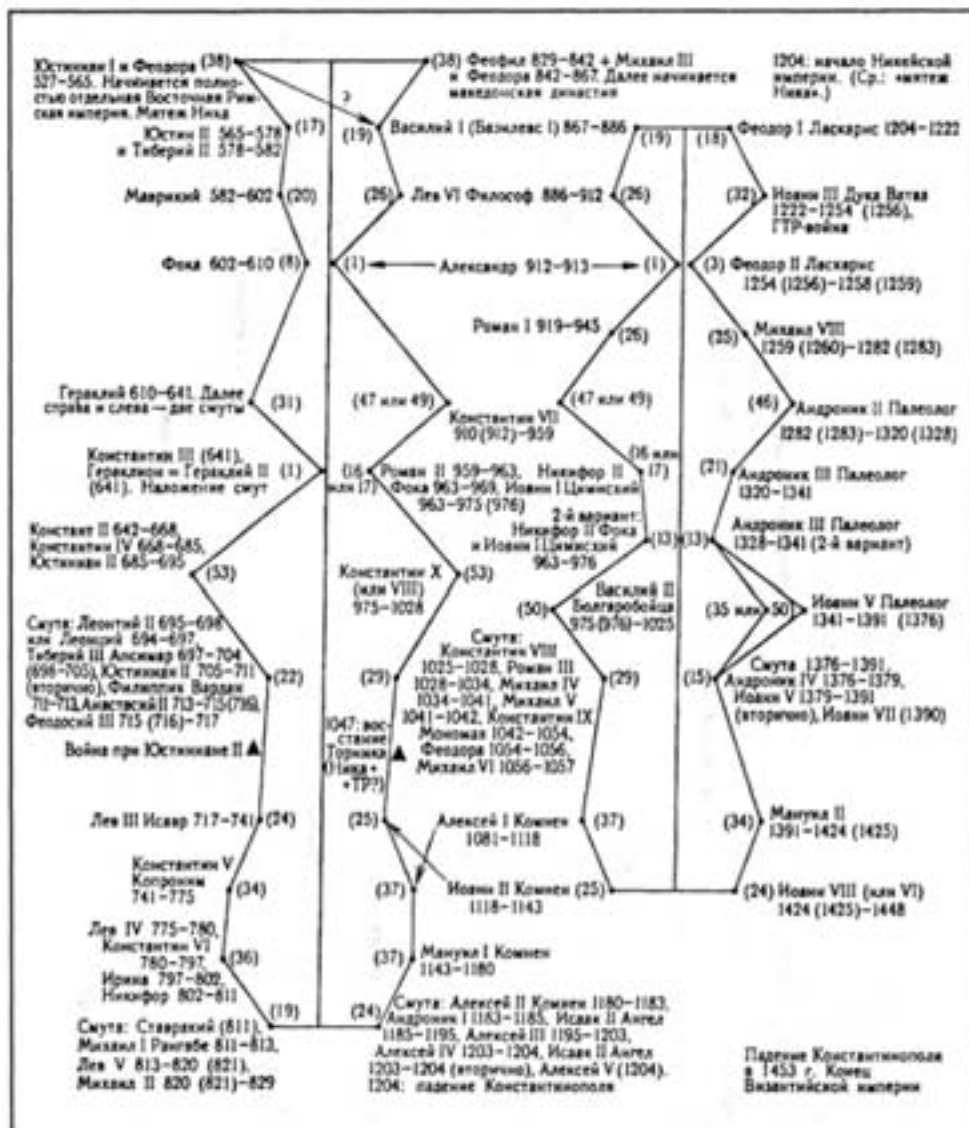 Юстиниан I и Феодора (38)
527–565. Начинается полно-
стью отдельная Восточная Рим-
ская империя. Мятеж Ника
(17)
Юстин II 565–578
и Тиберий II 578–582
Маврикий 582–602 (20)
Фока 602–610 (8)
Гераклий 610–641. Далее
справа и слева — две смуты
(31)
Константин III (641),
Гераклион = Гераклий II (1)
(641). Наложение смут
Констант II 642–668,
Константин IV 668–685,
Юстиниан II 685–695
(53)
Смута: Леонтий II 695–698
или Леонций 694–697,
Тиберий III Апсимар 697–704
(698–705), Юстиниан II 705–711
(вторично), Филиппик Вардан
711–713, Анастасий II 713–715 (716),
Феодосий III 715 (716)–717
(22)
Война при Юстиниане II
Лев III Исавр 717–741 (24)
Константин V
Копроним
741–775
(34)
Лев IV 775–780,
Константин VI
780–797,
Ирина 797–802,
Никифор 802–811
(36)
(19)
Смута: Ставракий (811),
Михаил I Рангабе 811–813,
Лев V 813–820 (821),
Михаил II 820 (821)–829
(38) Феофил 829–842 + Михаил III
и Феодора 842–867. Далее начинается
македонская династия
(19) Василий I (Базилевс I) 867–886 (19)
(26) Лев VI Философ 886–912 (26)
(1) Александр 912–913 (1)
Роман I 919–945
(26)
(47 или 49)
Константин VII
910 (912)–959
(47 или 49)
(16
или 17)
Роман II 959–963, Никифор II
Фока 963–969, Иоанн I Цимисхий
963–975 (976)
(16 или
17)
2-й вариант:
Никифор II Фока
и Иоанн I Цимисхий
963–976
(13)
Константин X
(или VIII)
975–1028
(53)
Василий II
Болгаробойца
975 (976)–1025
(50)
Смута:
Константин VIII
1025–1028, Роман III
1028–1034, Михаил IV
1034–1041, Михаил V
1041–1042, Константин IX
Мономах 1042–1054,
Феодора 1054–1056,
Михаил VI 1056–1057
(29)
(29)
1047: вос-
стание
Торника
(Ника +
+ТР?)
(25)
Алексей I Комнен
1081–1118
(37)
(37)
Иоанн II Комнен (25)
1118–1143
(37) Мануил I Комнен
1143–1180
(24)
Смута: Алексей II Комнен 1180–1183,
Андроник I 1183–1185, Исаак II Ангел
1185–1195, Алексей III 1195–1203,
Алексей IV 1203–1204, Исаак II Ангел
1203–1204 (вторично), Алексей V (1204).
1204: падение Константинополя
1204: начало Никейской
империи. (Ср.: «мятеж
Ника».)
(18) Феодор I Ласкарис 1204–1222
(32) Иоанн III Дука Ватац
1222–1254 (1256),
ГТР-война
(3) Феодор II Ласкарис
1254 (1256)–1258 (1259)
(25) Михаил VIII
1259 (1260)–1282 (1283)
(46) Андроник II Палеолог
1282 (1283)–1320 (1328)
(21) Андроник III Палеолог
1320–1341
(13) Андроник III Палеолог
1328–1341 (2-й вариант)
(35 или 50) Иоанн V Палеолог
1341–1391 (1376)
(15)
Смута 1376–1391,
Андроник IV 1376–1379,
Иоанн V 1379–1391
(вторично), Иоанн VII (1390)
(34) Мануил II
1391–1424 (1425)
(24) Иоанн VIII (или VI)
1424 (1425)–1448
Падение Константинополя
в 1453 г. Конец
Византийской империи